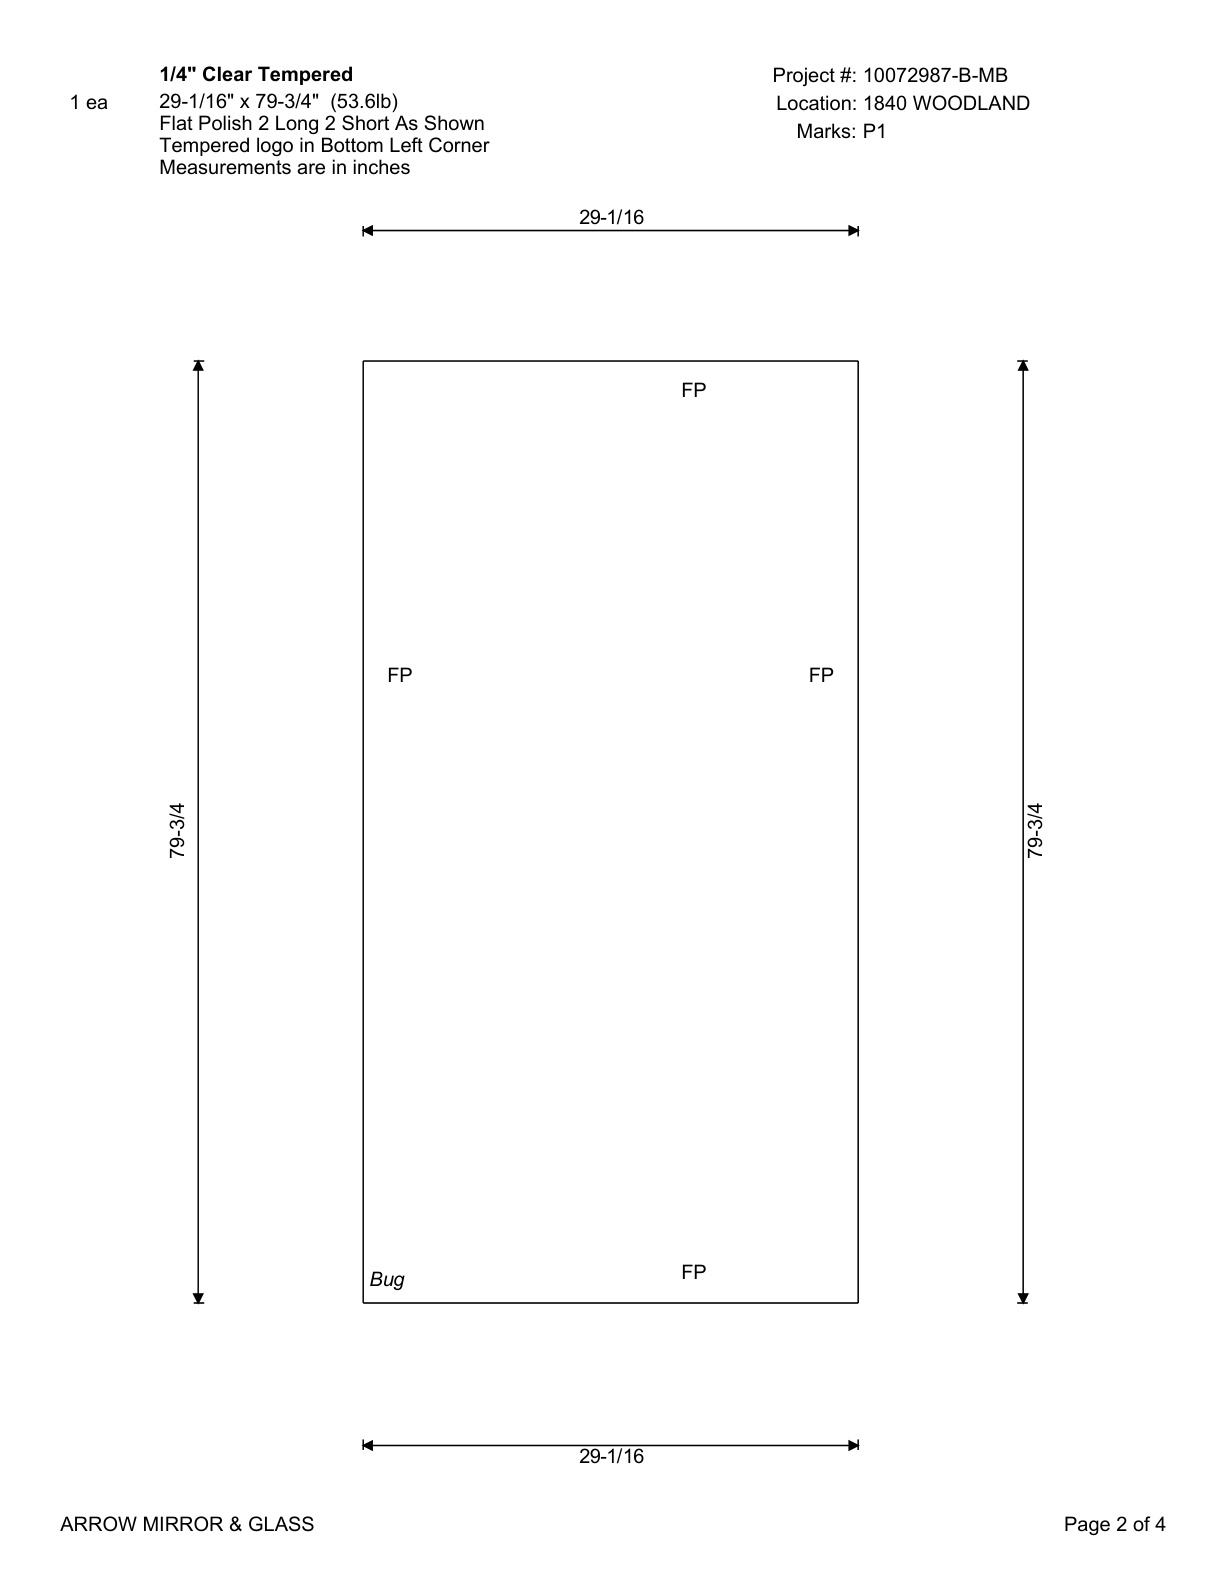 1/4" Clear Tempered
1 ea
29-1/16" x 79-3/4" (53.6lb)
Flat Polish 2 Long 2 Short As Shown
Tempered logo in Bottom Left Corner
Measurements are in inches
Project #: 10072987-B-MB
Location: 1840 WOODLAND
Marks: P1
29-1/16
FP
FP
FP
79-3/4
79-3/4
FP
Bug
29-1/16
ARROW MIRROR & GLASS
Page 2 of 4